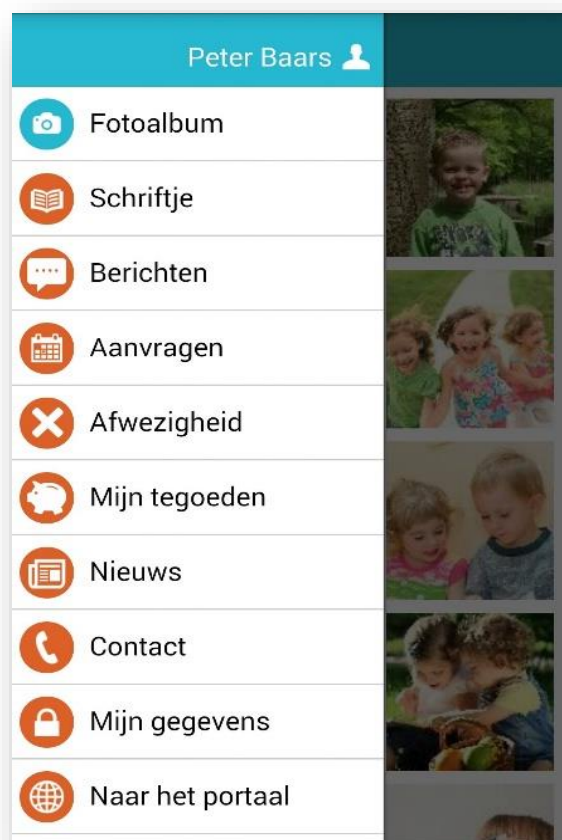 Peter Baars
Fotoalbum
Schriftje
Berichten
Aanvragen
Afwezigheid
Mijn tegoeden
Nieuws
Contact
Mijn gegevens
Naar het portaal